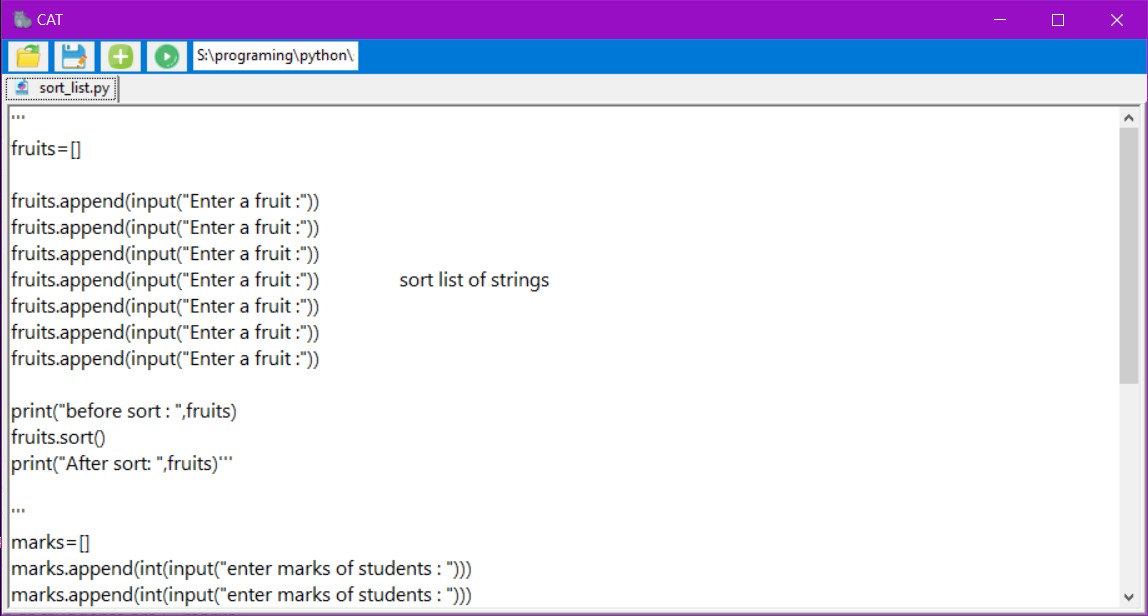 CAT
S:\programing\python\
sort_list.py
'''
fruits=[]
fruits.append(input("Enter a fruit :"))
fruits.append(input("Enter a fruit :"))
fruits.append(input("Enter a fruit :"))
fruits.append(input("Enter a fruit :")) sort list of strings
fruits.append(input("Enter a fruit :"))
fruits.append(input("Enter a fruit :"))
fruits.append(input("Enter a fruit :"))
print("before sort : ",fruits)
fruits.sort()
print("After sort: ",fruits)'''
'''
marks=[]
marks.append(int(input("enter marks of students : ")))
marks.append(int(input("enter marks of students : ")))